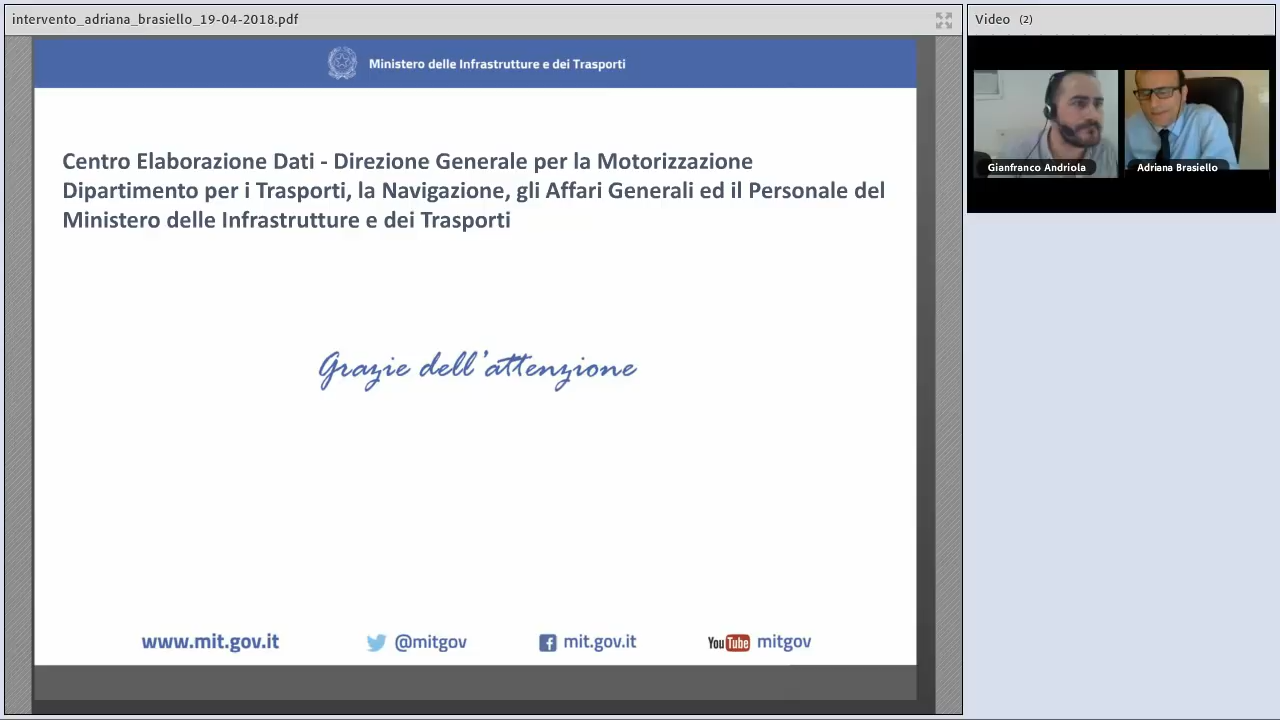 intervento_adriana_brasiello_19-04-2018.pdf
Video (2)
Ministero delle Infrastrutture e dei Trasporti
Centro Elaborazione Dati - Direzione Generale per la Motorizzazione
Dipartimento per i Trasporti, la Navigazione, gli Affari Generali ed il Personale del
Ministero delle Infrastrutture e dei Trasporti
Grazie dell'attenzione
www.mit.gov.it
@mitgov
mit.gov.it
YouTube mitgov
Gianfranco Andriola
Adriana Brasiello